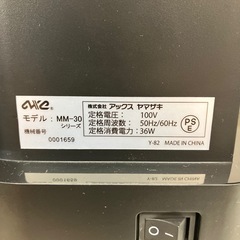 株式会社 アックス ヤマザキ
モデル : MM-30
シリーズ
機械番号
0001659
定格電圧 : 100V
定格周波数 : 50Hz/60Hz
定格消費電力 : 36W
PSE
Y-82 MADE IN CHINA